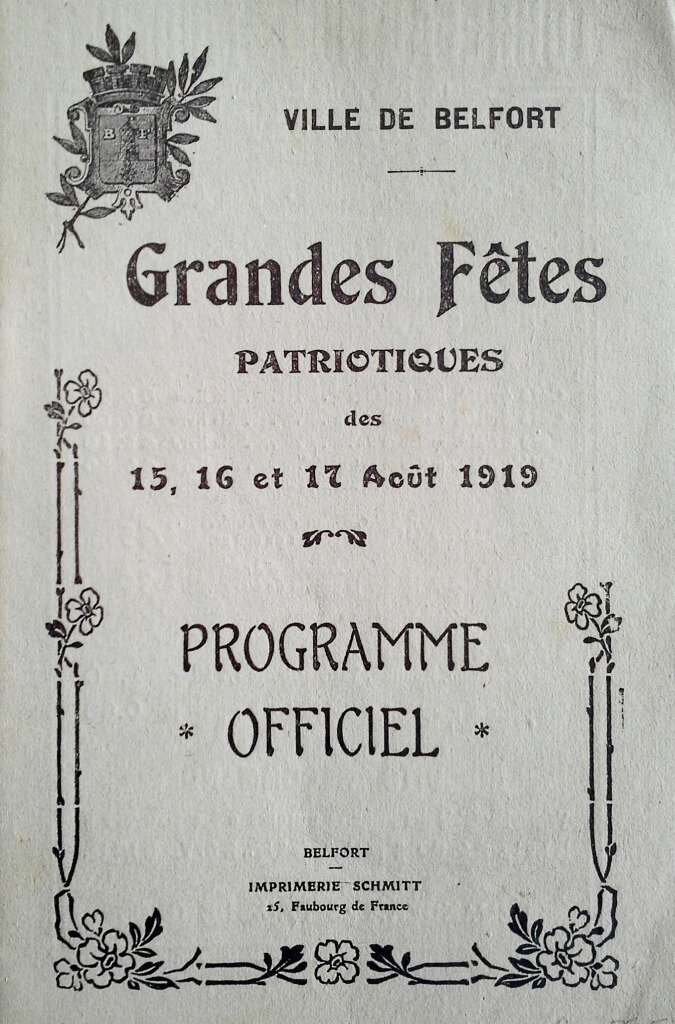 B F
VILLE DE BELFORT
Grandes Fêtes
PATRIOTIQUES
des
15, 16 et 17 Août 1919
PROGRAMME
* OFFICIEL *
BELFORT
IMPRIMERIE SCHMITT
15, Faubourg de France